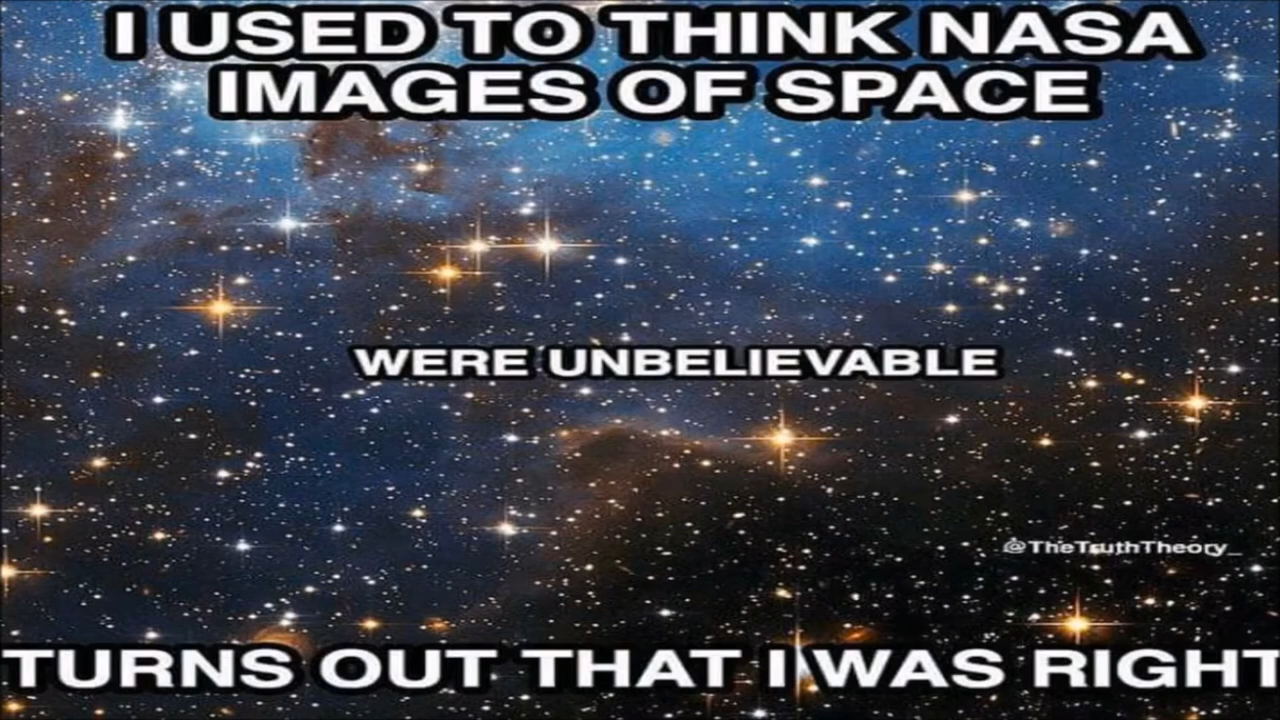 I USED TO THINK NASA
IMAGES OF SPACE
WERE UNBELIEVABLE
@TheTruthTheory_
TURNS OUT THAT I WAS RIGHT